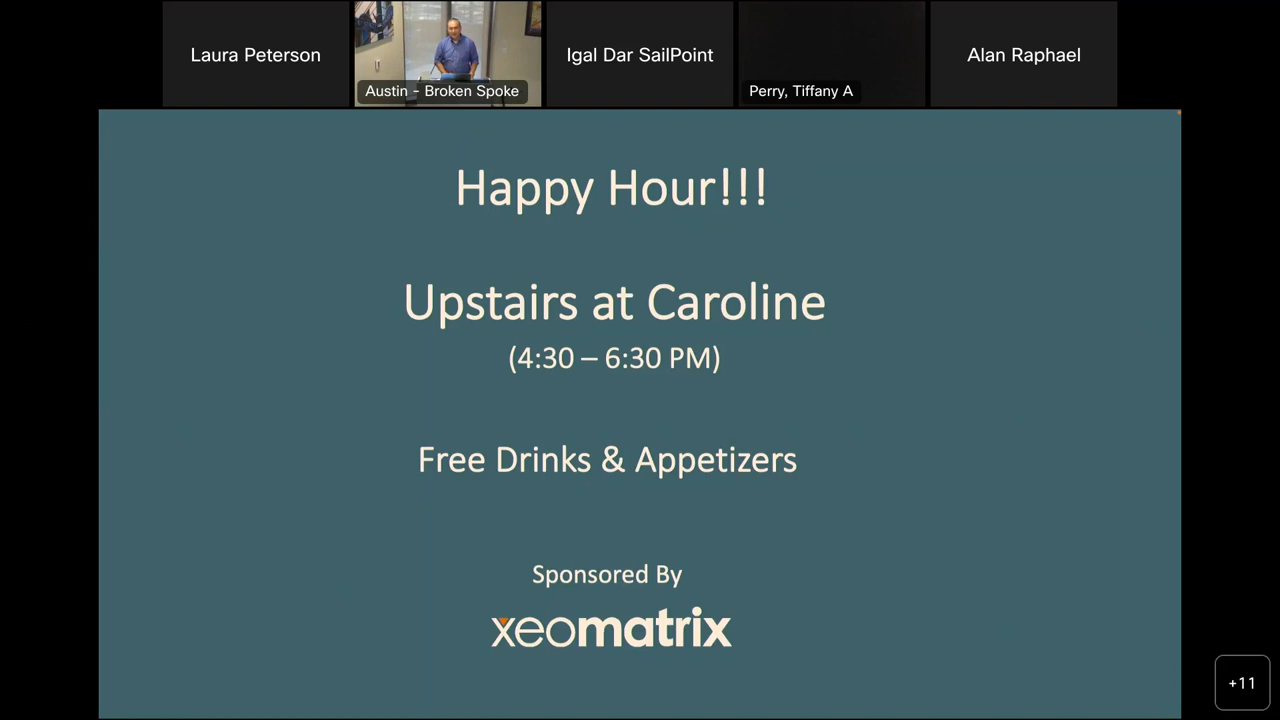 Laura Peterson
Austin - Broken Spoke
Igal Dar SailPoint
Perry, Tiffany A
Alan Raphael
Happy Hour!!!
Upstairs at Caroline
(4:30 – 6:30 PM)
Free Drinks & Appetizers
Sponsored By
xeomatrix
+11